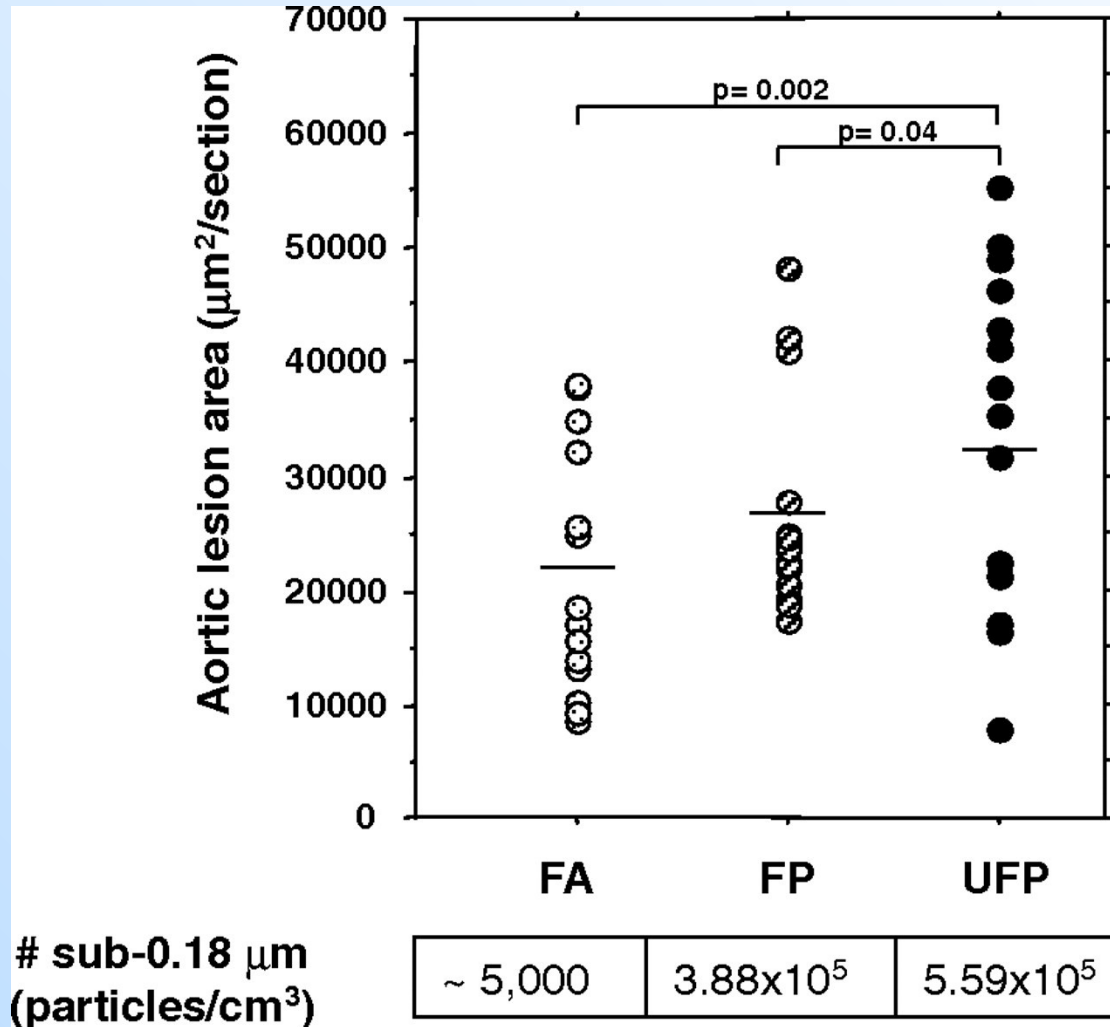 70000
p= 0.002
60000
p= 0.04
50000
40000
30000
20000
10000
0
Aortic lesion area (μm²/section)
FA FP UFP
# sub-0.18 μm
(particles/cm³)
~ 5,000 3.88x10⁵ 5.59x10⁵